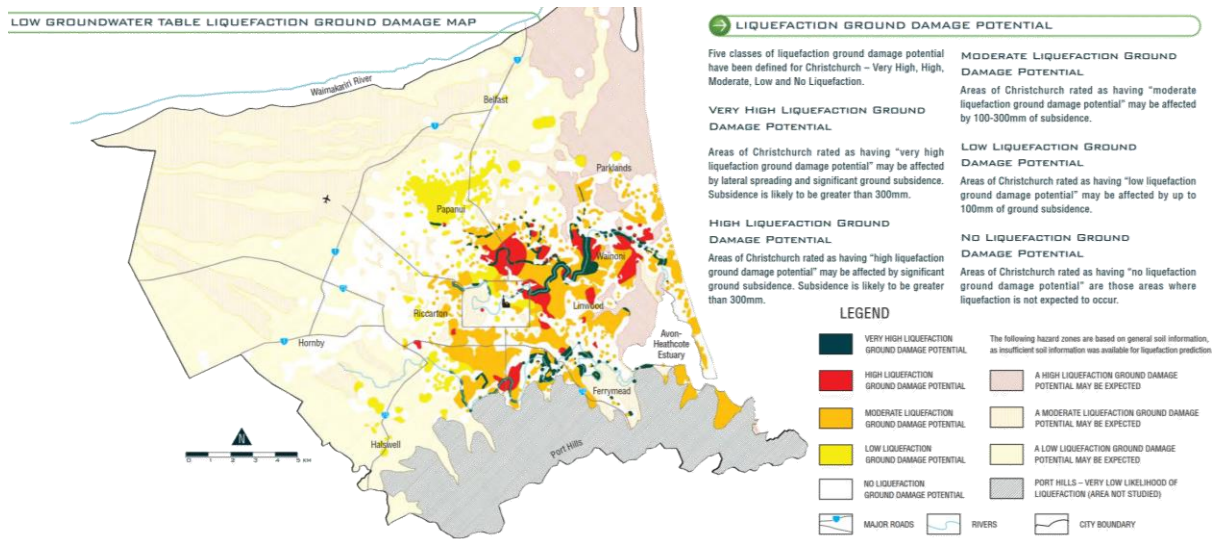 LOW GROUNDWATER TABLE LIQUEFACTION GROUND DAMAGE MAP
Waimakariri River
Belfast
Parklands
Papanui
Wainoni
Riccarton
Linwood
Avon-
Heathcote
Estuary
Hornby
Ferrymead
Halswell
Port Hills
N
0 1 2 3 4 5 KM
LIQUEFACTION GROUND DAMAGE POTENTIAL
Five classes of liquefaction ground damage potential
have been defined for Christchurch – Very High, High,
Moderate, Low and No Liquefaction.
VERY HIGH LIQUEFACTION GROUND
DAMAGE POTENTIAL
Areas of Christchurch rated as having “very high
liquefaction ground damage potential” may be affected
by lateral spreading and significant ground subsidence.
Subsidence is likely to be greater than 300mm.
HIGH LIQUEFACTION GROUND
DAMAGE POTENTIAL
Areas of Christchurch rated as having “high liquefaction
ground damage potential” may be affected by significant
ground subsidence. Subsidence is likely to be greater
than 300mm.
MODERATE LIQUEFACTION GROUND
DAMAGE POTENTIAL
Areas of Christchurch rated as having “moderate
liquefaction ground damage potential” may be affected
by 100-300mm of subsidence.
LOW LIQUEFACTION GROUND
DAMAGE POTENTIAL
Areas of Christchurch rated as having “low liquefaction
ground damage potential” may be affected by up to
100mm of ground subsidence.
NO LIQUEFACTION GROUND
DAMAGE POTENTIAL
Areas of Christchurch rated as having “no liquefaction
ground damage potential” are those areas where
liquefaction is not expected to occur.
LEGEND
VERY HIGH LIQUEFACTION
GROUND DAMAGE POTENTIAL
HIGH LIQUEFACTION
GROUND DAMAGE POTENTIAL
MODERATE LIQUEFACTION
GROUND DAMAGE POTENTIAL
LOW LIQUEFACTION
GROUND DAMAGE POTENTIAL
NO LIQUEFACTION
GROUND DAMAGE POTENTIAL
MAJOR ROADS
RIVERS
CITY BOUNDARY
The following hazard zones are based on general soil information,
as insufficient soil information was available for liquefaction prediction
A HIGH LIQUEFACTION GROUND DAMAGE
POTENTIAL MAY BE EXPECTED
A MODERATE LIQUEFACTION GROUND DAMAGE
POTENTIAL MAY BE EXPECTED
A LOW LIQUEFACTION GROUND DAMAGE
POTENTIAL MAY BE EXPECTED
PORT HILLS – VERY LOW LIKELIHOOD OF
LIQUEFACTION (AREA NOT STUDIED)